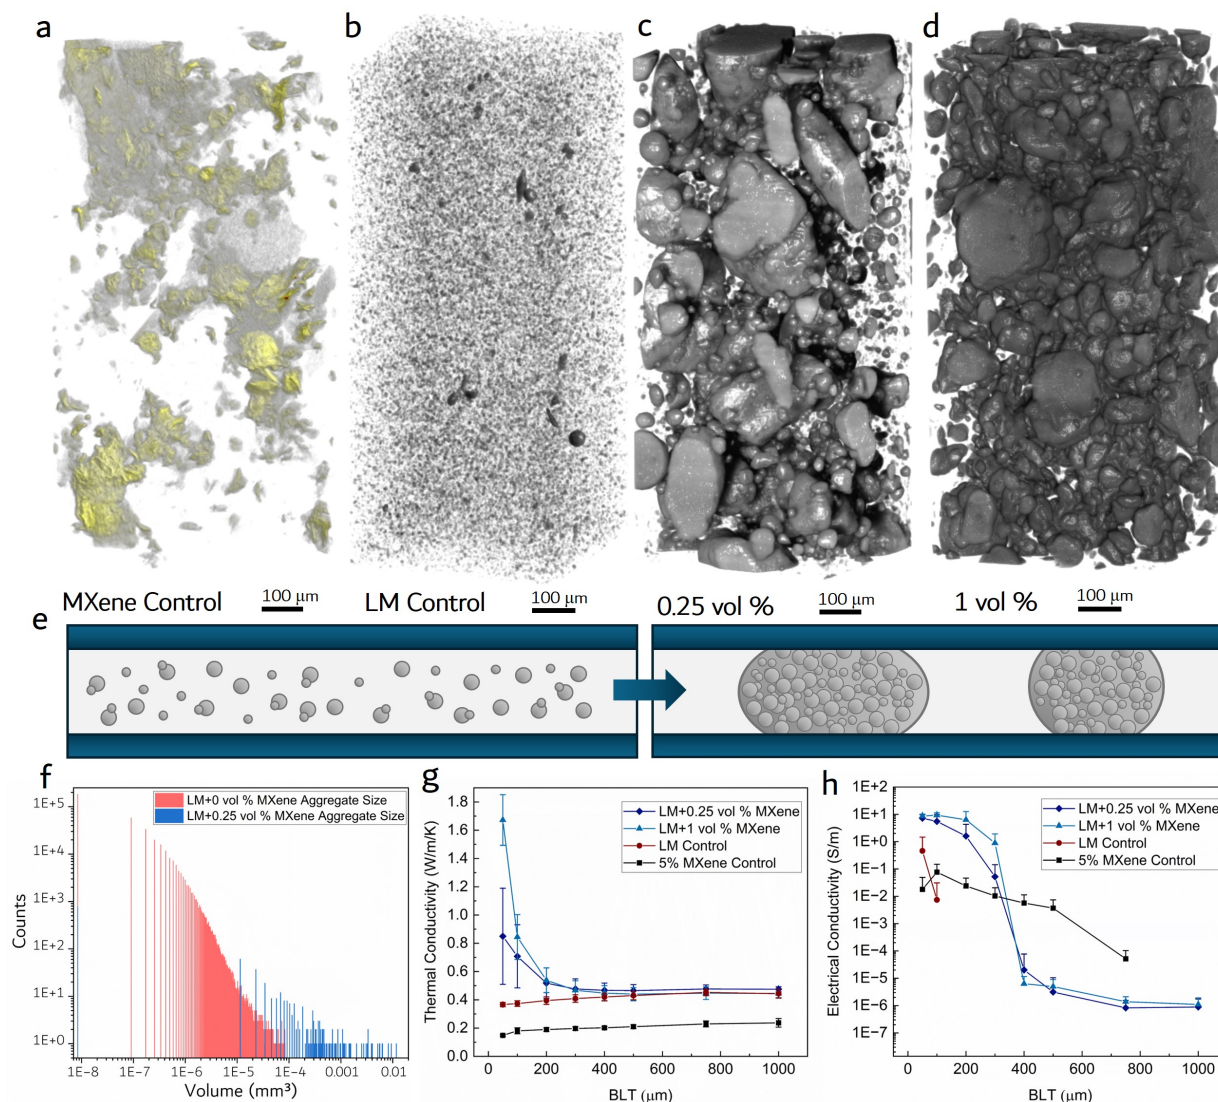 a b c d
MXene Control 100 μm LM Control 100 μm 0.25 vol % 100 μm 1 vol % 100 μm
e
f
LM+0 vol % MXene Aggregate Size
LM+0.25 vol % MXene Aggregate Size
Counts
1E+5
1E+4
1E+3
1E+2
1E+1
1E+0
1E-8 1E-7 1E-6 1E-5 1E-4 0.001 0.01
Volume (mm³)
g
LM+0.25 vol % MXene
LM+1 vol % MXene
LM Control
5% MXene Control
Thermal Conductivity (W/m/K)
1.8
1.6
1.4
1.2
1.0
0.8
0.6
0.4
0.2
0.0
0 200 400 600 800 1000
BLT (μm)
h
LM+0.25 vol % MXene
LM+1 vol % MXene
LM Control
5% MXene Control
Electrical Conductivity (S/m)
1E+2
1E+1
1E+0
1E-1
1E-2
1E-3
1E-4
1E-5
1E-6
1E-7
0 200 400 600 800 1000
BLT (μm)